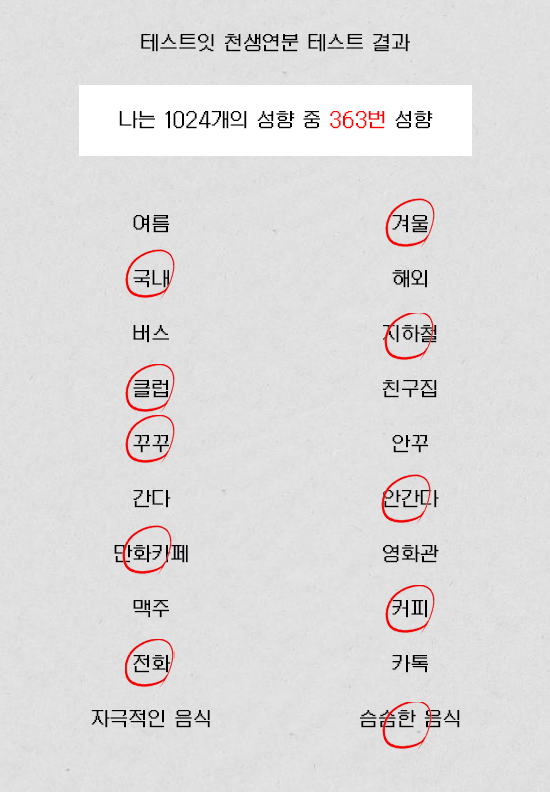 테스트잇 천생연분 테스트 결과
나는 1024개의 성향 중 363번 성향
여름 겨울
국내 해외
버스 지하철
클럽 친구집
꾸꾸 안꾸
간다 안간다
만화카페 영화관
맥주 커피
전화 카톡
자극적인 음식 슴슴한 음식